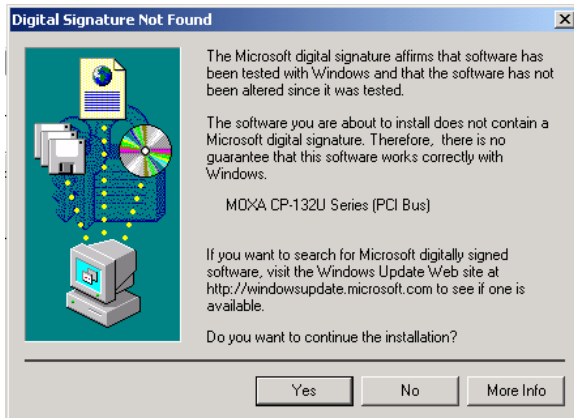 Digital Signature Not Found
The Microsoft digital signature affirms that software has
been tested with Windows and that the software has not
been altered since it was tested.
The software you are about to install does not contain a
Microsoft digital signature. Therefore, there is no
guarantee that this software works correctly with
Windows.
MOXA CP-132U Series (PCI Bus)
If you want to search for Microsoft digitally signed
software, visit the Windows Update Web site at
http://windowsupdate.microsoft.com to see if one is
available.
Do you want to continue the installation?
Yes
No
More Info